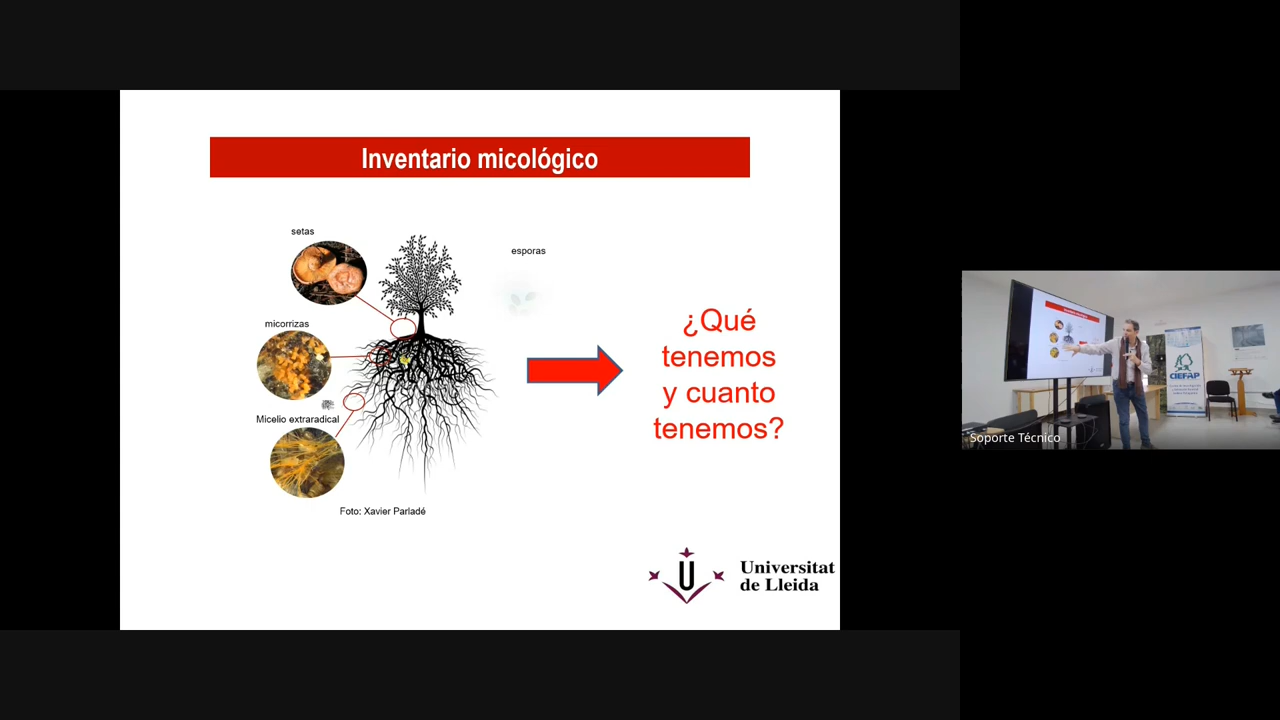 Inventario micológico
setas
esporas
micorrizas
Micelio extraradical
Foto: Xavier Parladé
¿Qué
tenemos
y cuanto
tenemos?
Universitat
de Lleida
CIEFAP
Soporte Técnico